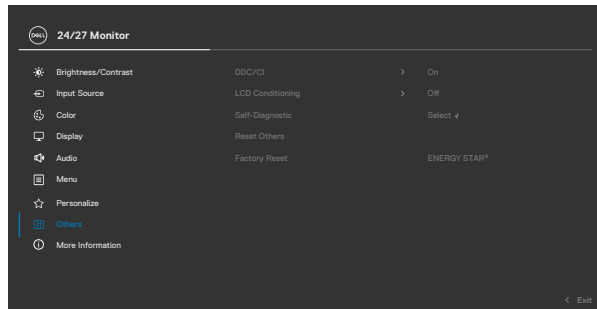 DELL 24/27 Monitor
Brightness/Contrast DDC/CI > On
Input Source LCD Conditioning > Off
Color Self-Diagnostic Select
Display Reset Others
Audio Factory Reset ENERGY STAR®
Menu
Personalize
Others
More Information
< Exit